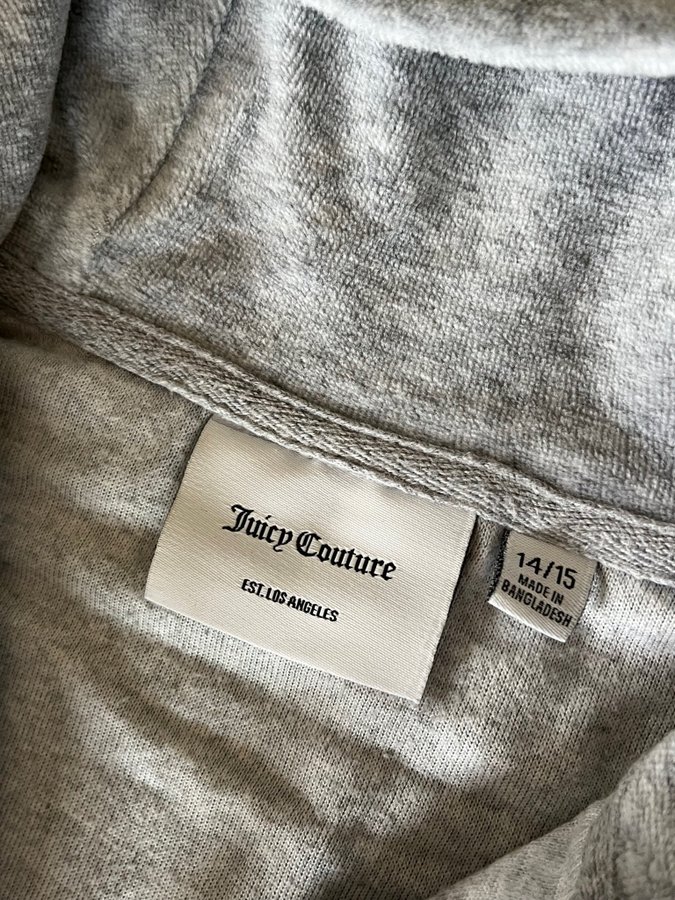 Juicy Couture
EST. LOS ANGELES
14/15
MADE IN
BANGLADESH